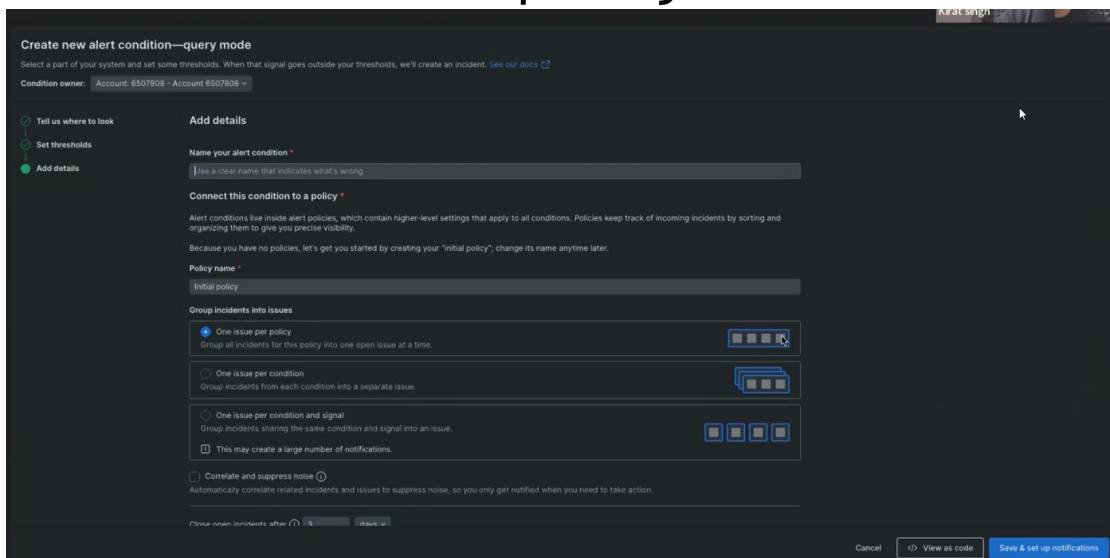 Kirat singh
Create new alert condition—query mode
Select a part of your system and set some thresholds. When that signal goes outside your thresholds, we'll create an incident. See our docs
Condition owner: Account: 6507808 - Account 6507808
Tell us where to look
Set thresholds
Add details
Add details
Name your alert condition *
Use a clear name that indicates what's wrong
Connect this condition to a policy *
Alert conditions live inside alert policies, which contain higher-level settings that apply to all conditions. Policies keep track of incoming incidents by sorting and
organizing them to give you precise visibility.
Because you have no policies, let's get you started by creating your "initial policy"; change its name anytime later.
Policy name *
Initial policy
Group incidents into issues
One issue per policy
Group all incidents for this policy into one open issue at a time.
One issue per condition
Group incidents from each condition into a separate issue.
One issue per condition and signal
Group incidents sharing the same condition and signal into an issue.
This may create a large number of notifications.
Correlate and suppress noise
Automatically correlate related incidents and issues to suppress noise, so you only get notified when you need to take action.
Close open incidents after 3 days
Cancel </> View as code Save & set up notifications